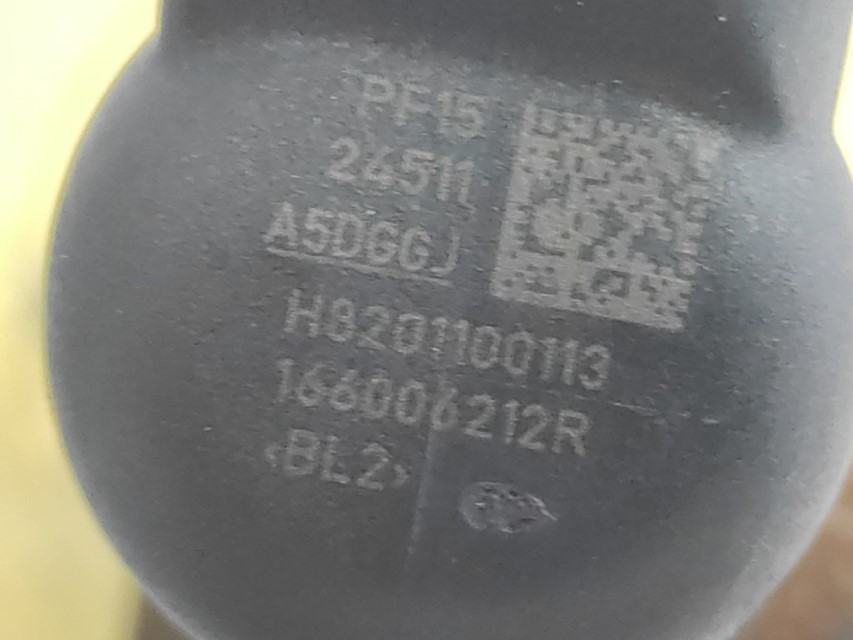 PF15
24511
A5DGGJ
H8201100113
166006212R
<BL2>